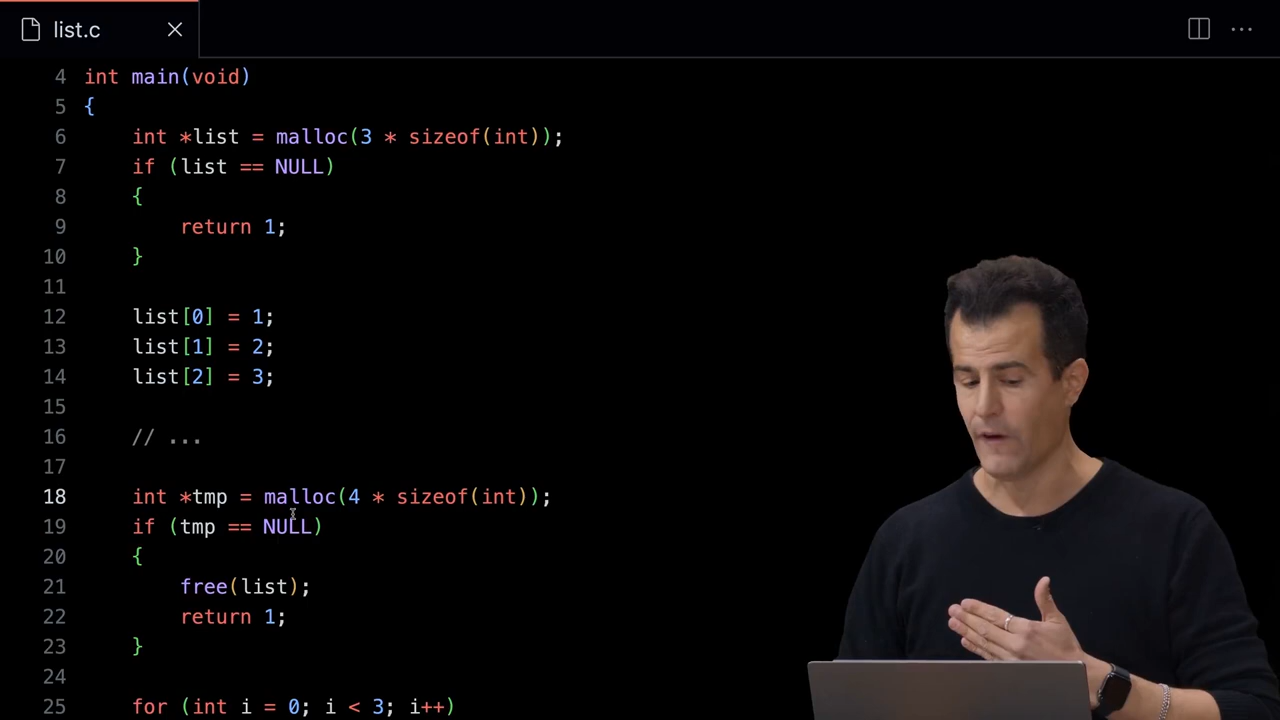 list.c
4 int main(void)
5 {
6 int *list = malloc(3 * sizeof(int));
7 if (list == NULL)
8 {
9 return 1;
10 }
11
12 list[0] = 1;
13 list[1] = 2;
14 list[2] = 3;
15
16 // ...
17
18 int *tmp = malloc(4 * sizeof(int));
19 if (tmp == NULL)
20 {
21 free(list);
22 return 1;
23 }
24
25 for (int i = 0; i < 3; i++)